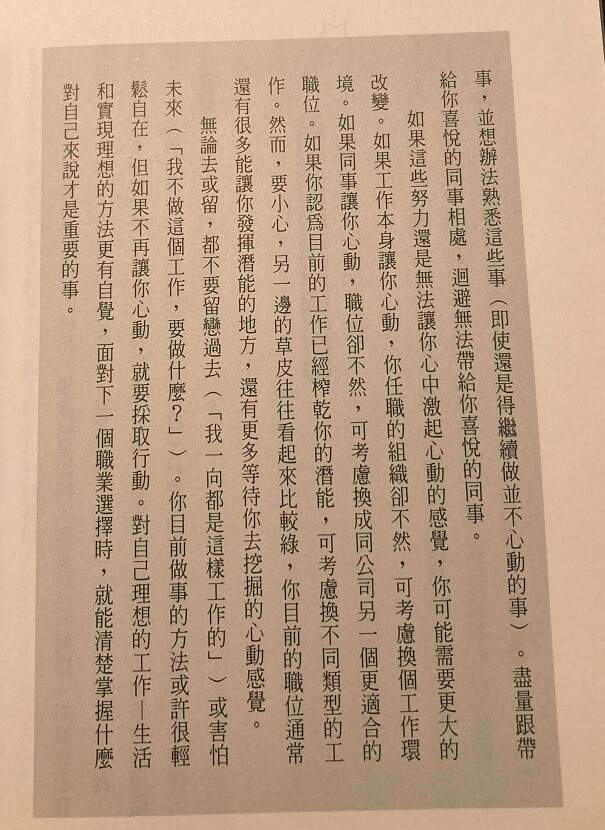 事，並想辦法熟悉這些事（即使還是得繼續做並不心動的事）。盡量跟帶
給你喜悅的同事相處，迴避無法帶給你喜悅的同事。
如果這些努力還是無法讓你心中激起心動的感覺，你可能需要更大的
改變。如果工作本身讓你心動，你任職的組織卻不然，可考慮換個工作環
境。如果同事讓你心動，職位卻不然，可考慮換成同公司另一個更適合的
職位。如果你認為目前的工作已經榨乾你的潛能，可考慮換不同類型的工
作。然而，要小心，另一邊的草皮往往看起來比較綠，你目前的職位通常
還有很多能讓你發揮潛能的地方，還有更多等待你去挖掘的心動感覺。
無論去或留，都不要留戀過去（「我一向都是這樣工作的」）或害怕
未來（「我不做這個工作，要做什麼？」）。你目前做事的方法或許很輕
鬆自在，但如果不再讓你心動，就要採取行動。對自己理想的工作—生活
和實現理想的方法更有自覺，面對下一個職業選擇時，就能清楚掌握什麼
對自己來說才是重要的事。